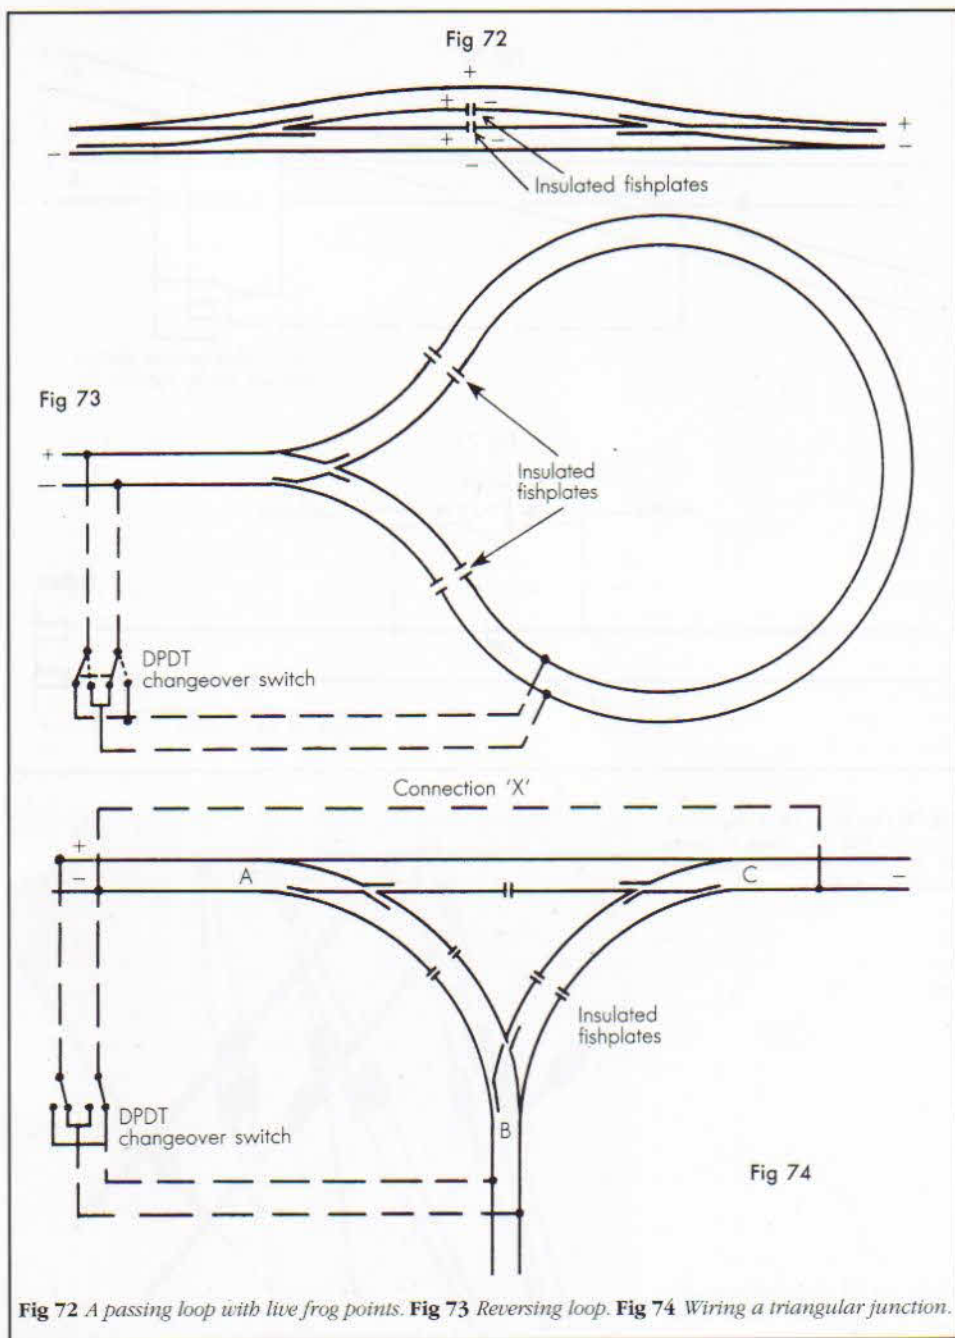 Fig 72
+
+ −
+ −
−
+
−
−
Insulated fishplates
Fig 73
+
−
Insulated
fishplates
DPDT
changeover switch
Connection 'X'
+
−
A
C
−
Insulated
fishplates
DPDT
changeover switch
B
Fig 74
Fig 72 A passing loop with live frog points. Fig 73 Reversing loop. Fig 74 Wiring a triangular junction.